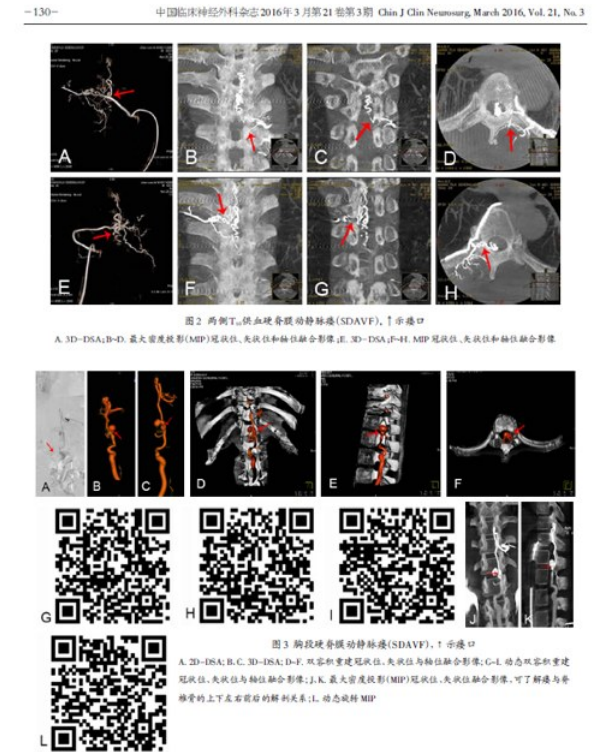 -130-
中国临床神经外科杂志 2016 年 3 月第 21 卷第 3 期 Chin J Clin Neurosurg, March 2016, Vol. 21, No. 3
A
B
C
D
E
F
G
H
图 2 两侧T₁₀供血硬脊膜动静脉瘘(SDAVF),↑示瘘口
A. 3D-DSA;B~D. 最大密度投影(MIP)冠状位、矢状位和轴位融合影像;E. 3D-DSA;F~H. MIP 冠状位、矢状位和轴位融合影像
A
B
C
D
E
F
G
H
I
J
K
图 3 胸段硬脊膜动静脉瘘(SDAVF),↑示瘘口
A. 2D-DSA;B、C. 3D-DSA;D~F. 双容积重建冠状位、矢状位与轴位融合影像;G~I. 动态双容积重建
冠状位、矢状位与轴位融合影像;J、K. 最大密度投影(MIP)冠状位、矢状位融合影像,可了解瘘与脊
椎骨的上下左右前后的解剖关系;L. 动态旋转MIP
L